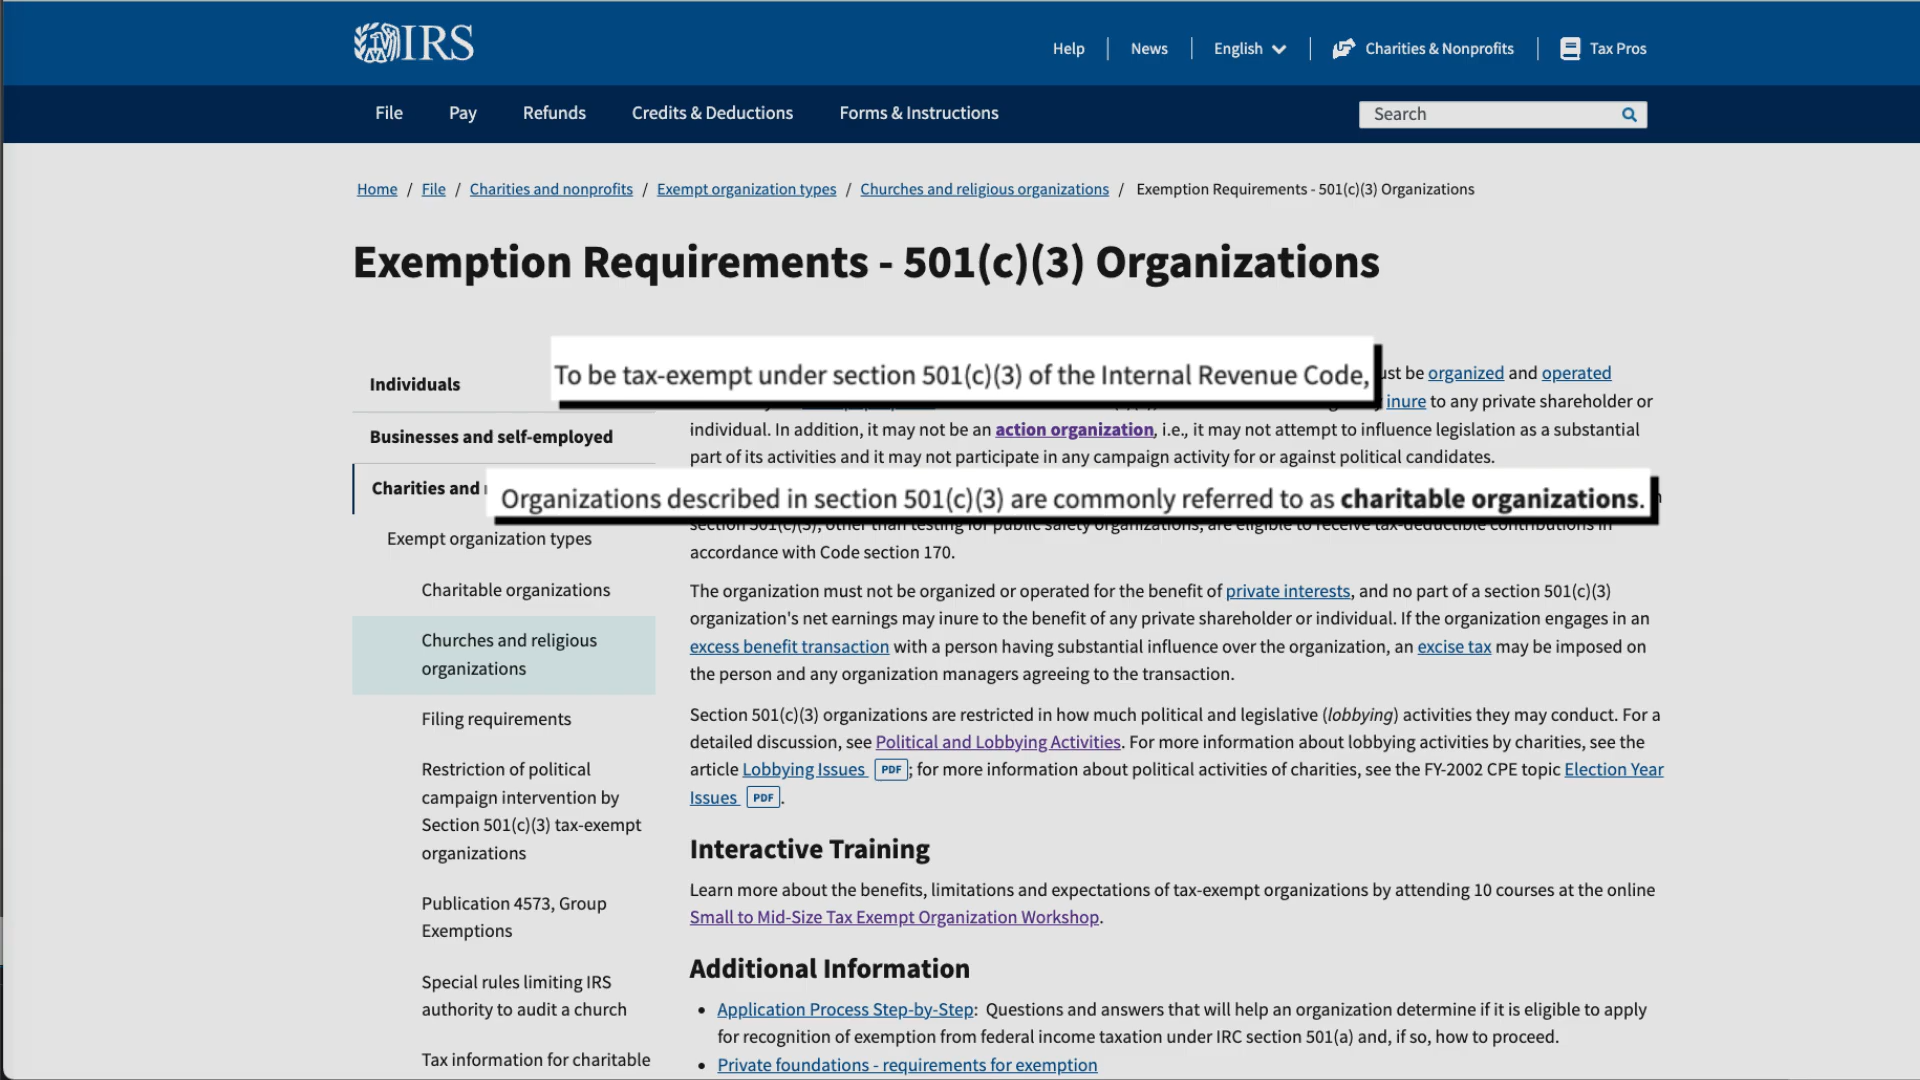 IRS
Help
News
English
Charities & Nonprofits
Tax Pros
File
Pay
Refunds
Credits & Deductions
Forms & Instructions
Search
Home / File / Charities and nonprofits / Exempt organization types / Churches and religious organizations / Exemption Requirements - 501(c)(3) Organizations
Exemption Requirements - 501(c)(3) Organizations
Individuals
Businesses and self-employed
Charities and
Exempt organization types
Charitable organizations
Churches and religious
organizations
Filing requirements
Restriction of political
campaign intervention by
Section 501(c)(3) tax-exempt
organizations
Publication 4573, Group
Exemptions
Special rules limiting IRS
authority to audit a church
Tax information for charitable
To be tax-exempt under section 501(c)(3) of the Internal Revenue Code,
be organized and operated
inure to any private shareholder or
individual. In addition, it may not be an action organization, i.e., it may not attempt to influence legislation as a substantial
part of its activities and it may not participate in any campaign activity for or against political candidates.
Organizations described in section 501(c)(3) are commonly referred to as charitable organizations.
section 501(c)(3), other than testing for public safety organizations, are eligible to receive tax-deductible contributions in
accordance with Code section 170.
The organization must not be organized or operated for the benefit of private interests, and no part of a section 501(c)(3)
organization's net earnings may inure to the benefit of any private shareholder or individual. If the organization engages in an
excess benefit transaction with a person having substantial influence over the organization, an excise tax may be imposed on
the person and any organization managers agreeing to the transaction.
Section 501(c)(3) organizations are restricted in how much political and legislative (lobbying) activities they may conduct. For a
detailed discussion, see Political and Lobbying Activities. For more information about lobbying activities by charities, see the
article Lobbying Issues PDF; for more information about political activities of charities, see the FY-2002 CPE topic Election Year
Issues PDF.
Interactive Training
Learn more about the benefits, limitations and expectations of tax-exempt organizations by attending 10 courses at the online
Small to Mid-Size Tax Exempt Organization Workshop.
Additional Information
• Application Process Step-by-Step: Questions and answers that will help an organization determine if it is eligible to apply
for recognition of exemption from federal income taxation under IRC section 501(a) and, if so, how to proceed.
• Private foundations - requirements for exemption